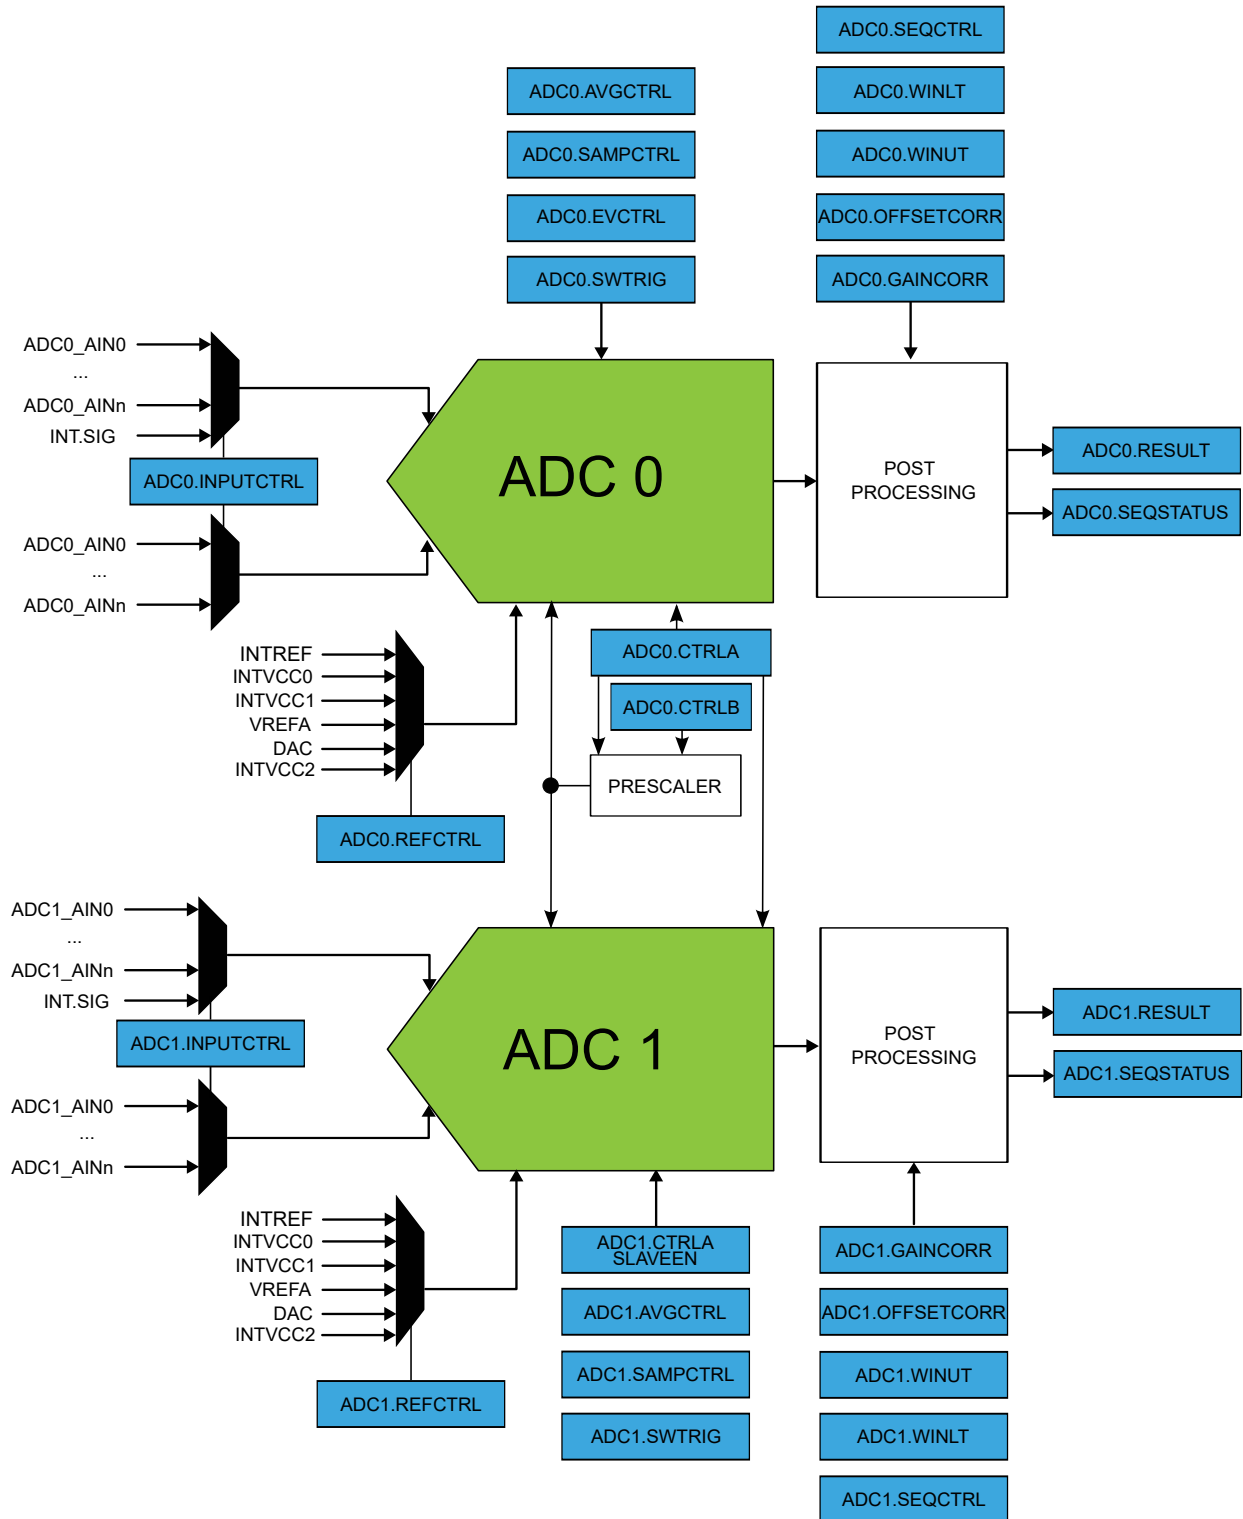 ADC0.SEQCTRL
ADC0.AVGCTRL
ADC0.WINLT
ADC0.SAMPCTRL
ADC0.WINUT
ADC0.EVCTRL
ADC0.OFFSETCORR
ADC0.SWTRIG
ADC0.GAINCORR
ADC0_AIN0
...
ADC0_AINn
INT.SIG
ADC0.INPUTCTRL
ADC0_AIN0
...
ADC0_AINn
ADC 0
POST
PROCESSING
ADC0.RESULT
ADC0.SEQSTATUS
INTREF
INTVCC0
INTVCC1
VREFA
DAC
INTVCC2
ADC0.REFCTRL
ADC0.CTRLA
ADC0.CTRLB
PRESCALER
ADC1_AIN0
...
ADC1_AINn
INT.SIG
ADC1.INPUTCTRL
ADC1_AIN0
...
ADC1_AINn
ADC 1
POST
PROCESSING
ADC1.RESULT
ADC1.SEQSTATUS
INTREF
INTVCC0
INTVCC1
VREFA
DAC
INTVCC2
ADC1.REFCTRL
ADC1.CTRLA
SLAVEEN
ADC1.AVGCTRL
ADC1.SAMPCTRL
ADC1.SWTRIG
ADC1.GAINCORR
ADC1.OFFSETCORR
ADC1.WINUT
ADC1.WINLT
ADC1.SEQCTRL